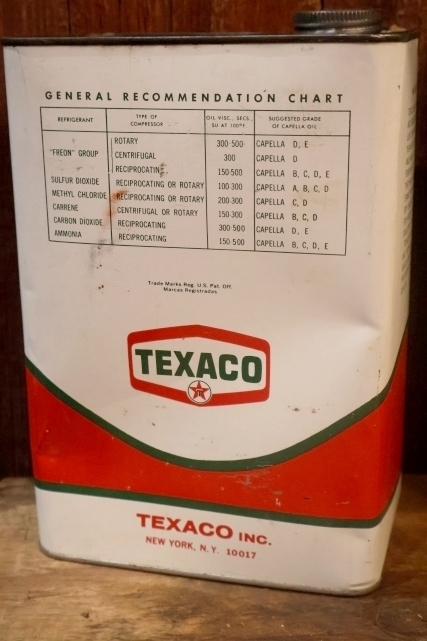 GENERAL RECOMMENDATION CHART
REFRIGERANT TYPE OF COMPRESSOR OIL VISC., SECS., SU AT 100°F. SUGGESTED GRADE OF CAPELLA OIL
"FREON" GROUP
ROTARY 300-500 CAPELLA D, E
CENTRIFUGAL 300 CAPELLA D
RECIPROCATING 150-500 CAPELLA B, C, D, E
SULFUR DIOXIDE RECIPROCATING OR ROTARY 100-300 CAPELLA A, B, C, D
METHYL CHLORIDE RECIPROCATING OR ROTARY 200-300 CAPELLA C, D
CARRENE CENTRIFUGAL OR ROTARY 150-300 CAPELLA B, C, D
CARBON DIOXIDE RECIPROCATING 300-500 CAPELLA D, E
AMMONIA RECIPROCATING 150-500 CAPELLA B, C, D, E
Trade Marks Reg. U.S. Pat. Off.
Marcas Registradas
TEXACO
T
TEXACO INC.
NEW YORK, N.Y. 10017